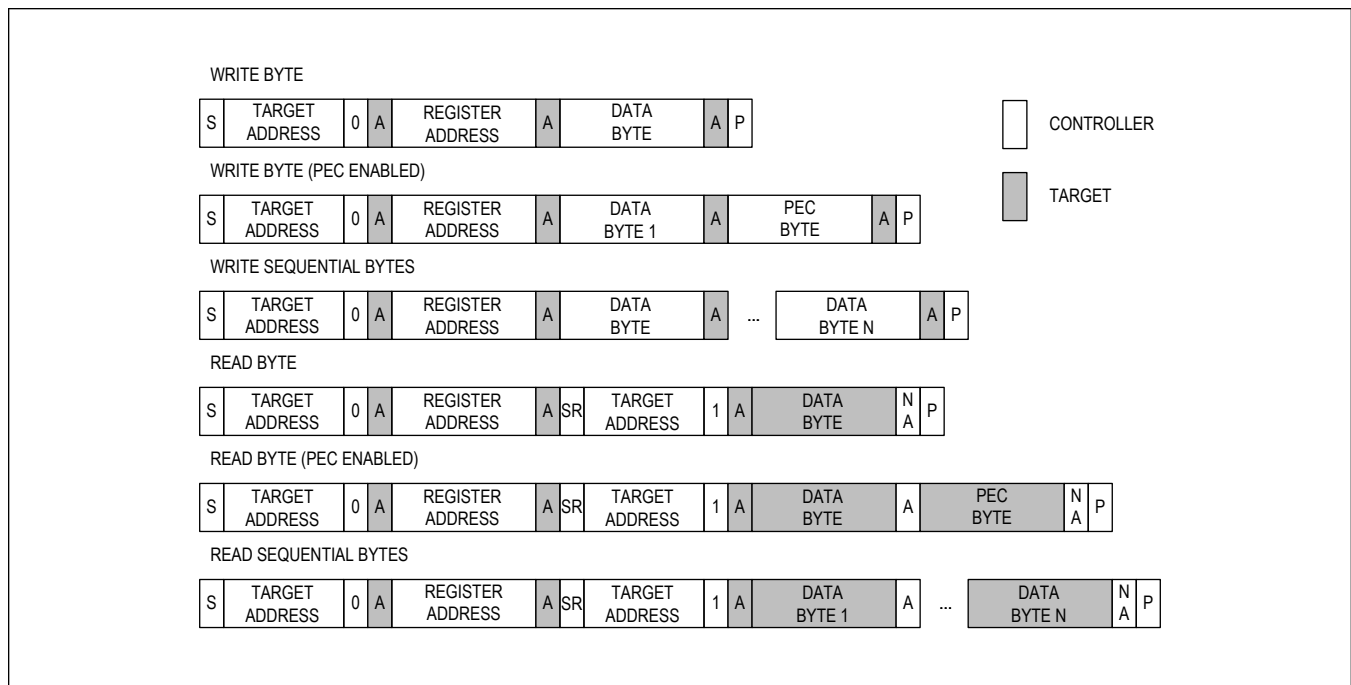 WRITE BYTE
S TARGET ADDRESS 0 A REGISTER ADDRESS A DATA BYTE A P
CONTROLLER
WRITE BYTE (PEC ENABLED)
TARGET
S TARGET ADDRESS 0 A REGISTER ADDRESS A DATA BYTE 1 A PEC BYTE A P
WRITE SEQUENTIAL BYTES
S TARGET ADDRESS 0 A REGISTER ADDRESS A DATA BYTE A ... DATA BYTE N A P
READ BYTE
S TARGET ADDRESS 0 A REGISTER ADDRESS A SR TARGET ADDRESS 1 A DATA BYTE NA P
READ BYTE (PEC ENABLED)
S TARGET ADDRESS 0 A REGISTER ADDRESS A SR TARGET ADDRESS 1 A DATA BYTE A PEC BYTE NA P
READ SEQUENTIAL BYTES
S TARGET ADDRESS 0 A REGISTER ADDRESS A SR TARGET ADDRESS 1 A DATA BYTE 1 A ... DATA BYTE N NA P